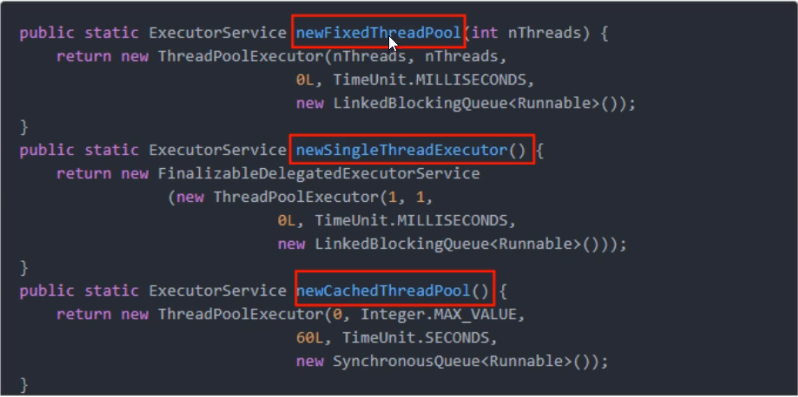 public static ExecutorService newFixedThreadPool(int nThreads) {
    return new ThreadPoolExecutor(nThreads, nThreads,
                                  0L, TimeUnit.MILLISECONDS,
                                  new LinkedBlockingQueue<Runnable>());
}
public static ExecutorService newSingleThreadExecutor() {
    return new FinalizableDelegatedExecutorService
                (new ThreadPoolExecutor(1, 1,
                                0L, TimeUnit.MILLISECONDS,
                                new LinkedBlockingQueue<Runnable>()));
}
public static ExecutorService newCachedThreadPool() {
    return new ThreadPoolExecutor(0, Integer.MAX_VALUE,
                                  60L, TimeUnit.SECONDS,
                                  new SynchronousQueue<Runnable>());
}